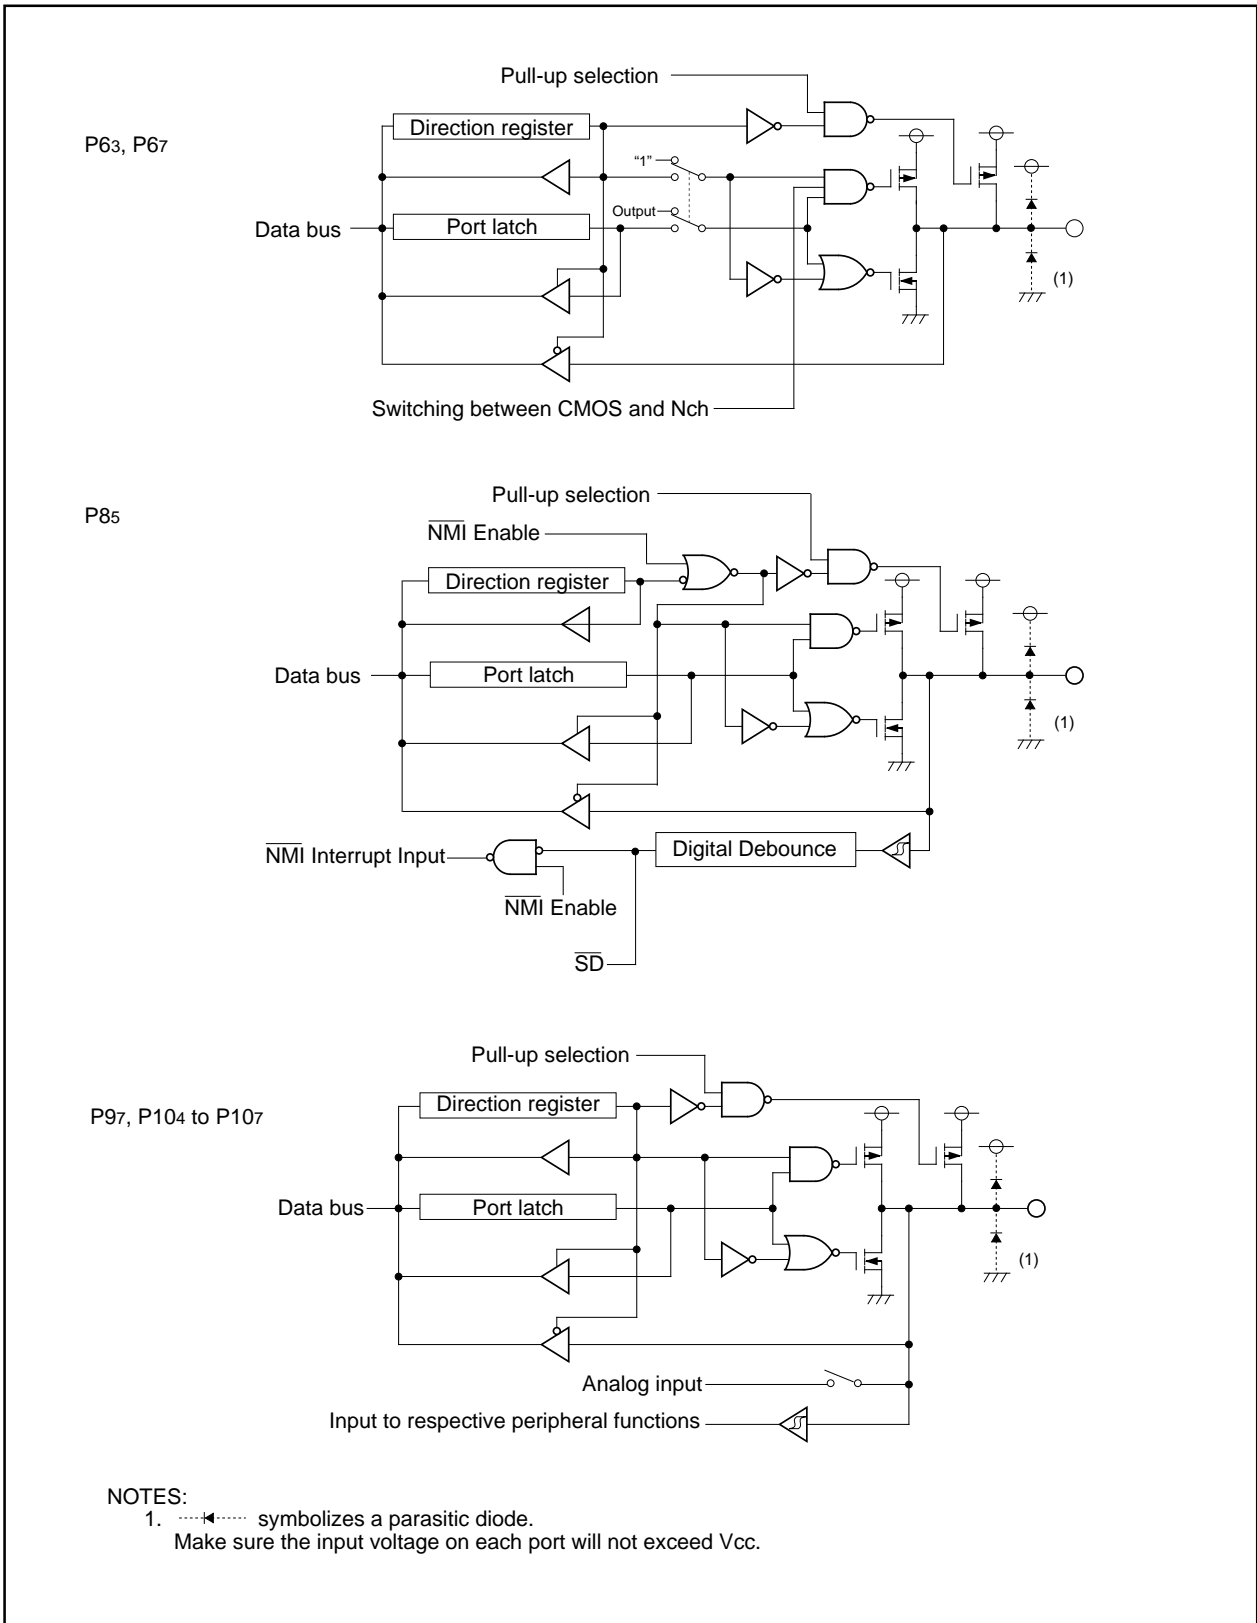 Pull-up selection
P63, P67
Direction register
"1"
Output
Data bus
Port latch
(1)
Switching between CMOS and Nch
P85
Pull-up selection
NMI Enable
Direction register
Data bus
Port latch
(1)
NMI Interrupt Input
Digital Debounce
NMI Enable
SD
P97, P104 to P107
Pull-up selection
Direction register
Data bus
Port latch
(1)
Analog input
Input to respective peripheral functions
NOTES:
1. symbolizes a parasitic diode.
Make sure the input voltage on each port will not exceed Vcc.